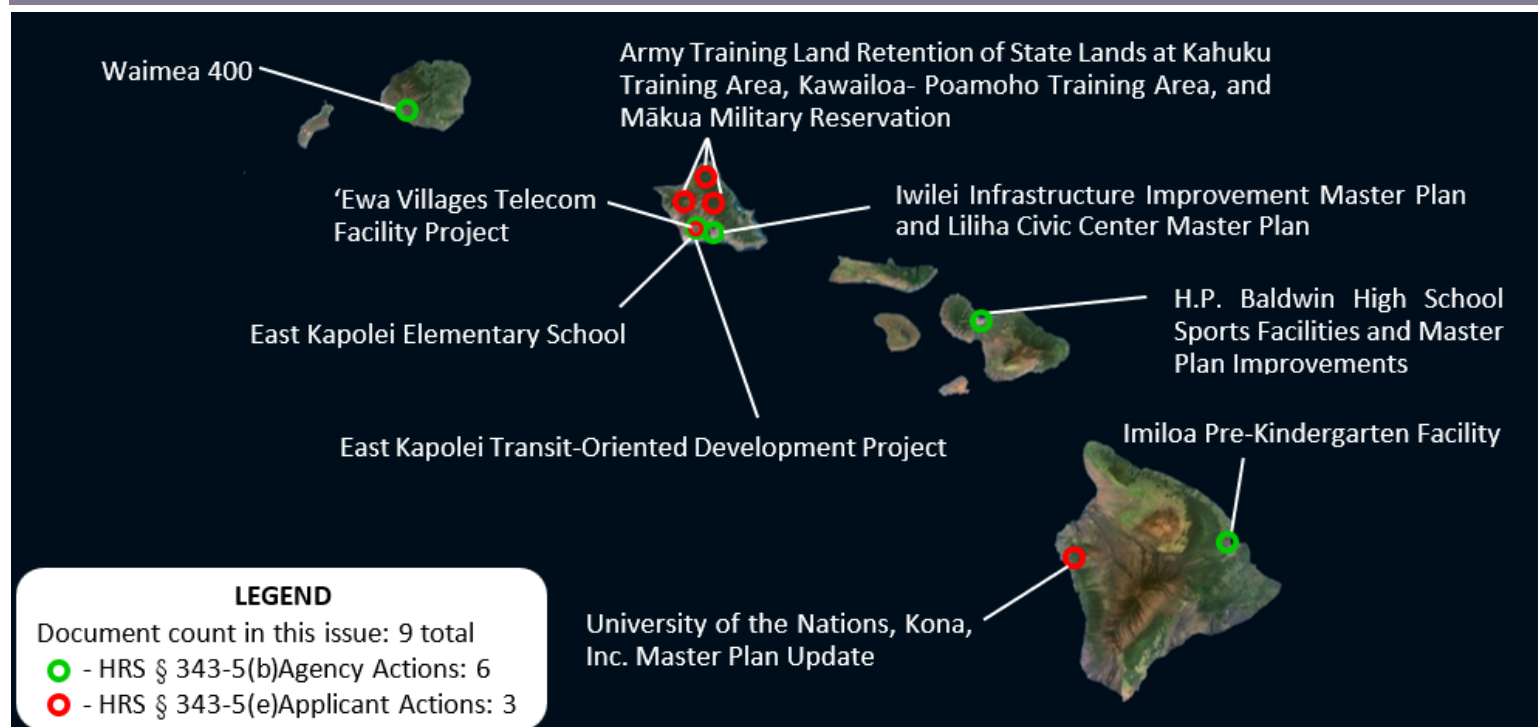 Waimea 400
Army Training Land Retention of State Lands at Kahuku
Training Area, Kawailoa- Poamoho Training Area, and
Mākua Military Reservation
‘Ewa Villages Telecom
Facility Project
Iwilei Infrastructure Improvement Master Plan
and Liliha Civic Center Master Plan
East Kapolei Elementary School
H.P. Baldwin High School
Sports Facilities and Master
Plan Improvements
East Kapolei Transit-Oriented Development Project
Imiloa Pre-Kindergarten Facility
University of the Nations, Kona,
Inc. Master Plan Update
LEGEND
Document count in this issue: 9 total
- HRS § 343-5(b)Agency Actions: 6
- HRS § 343-5(e)Applicant Actions: 3